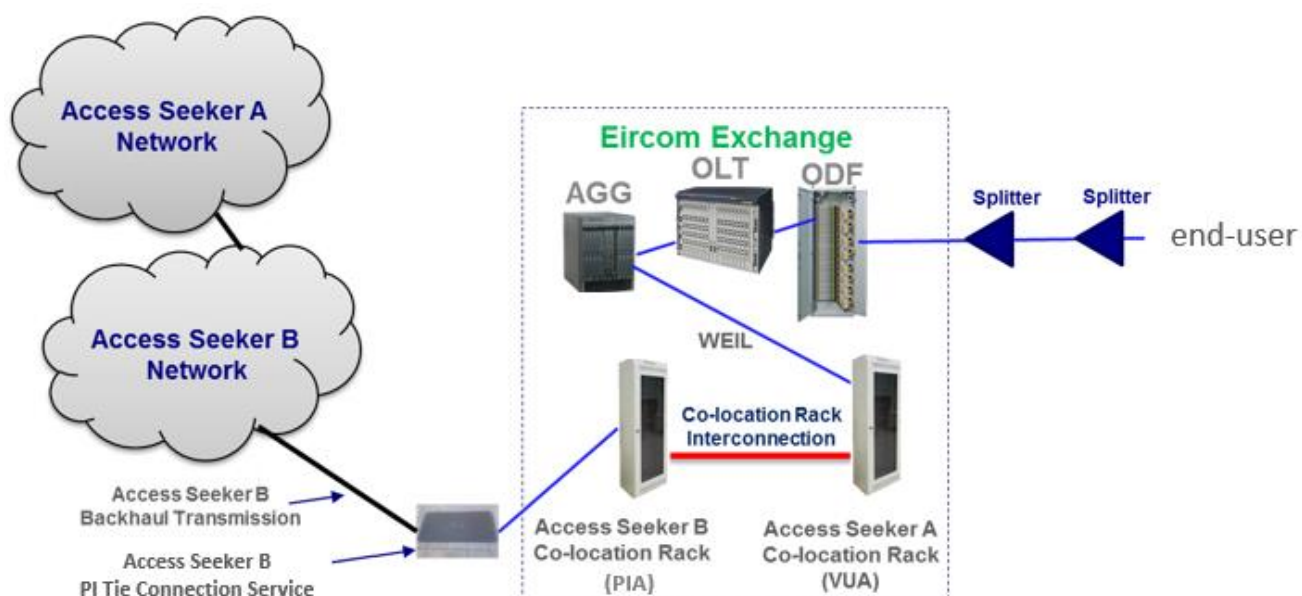 Access Seeker A
Network
Eircom Exchange
OLT
ODF
AGG
Splitter
Splitter
end-user
Access Seeker B
Network
WEIL
Co-location Rack
Interconnection
Access Seeker B
Backhaul Transmission
Access Seeker B
PI Tie Connection Service
Access Seeker B
Co-location Rack
(PIA)
Access Seeker A
Co-location Rack
(VUA)